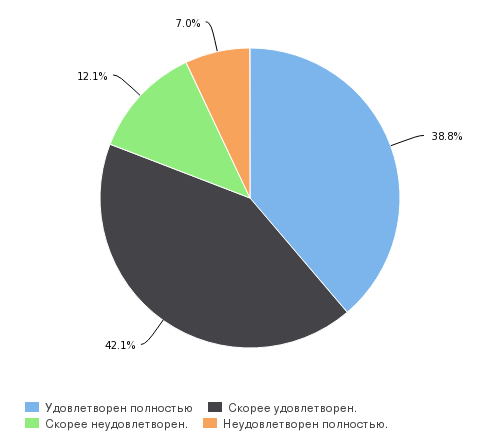 7.0%
12.1%
38.8%
42.1%
Удовлетворен полностью Скорее удовлетворен.
Скорее неудовлетворен. Неудовлетворен полностью.